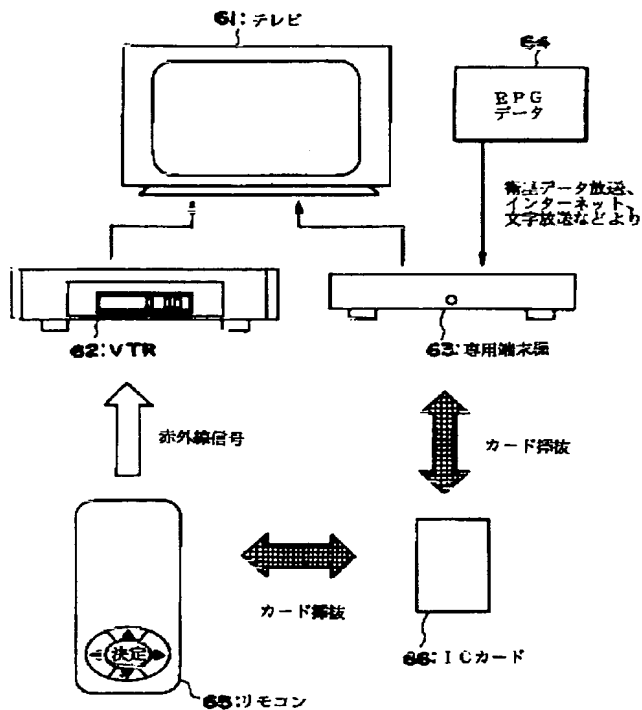 61:テレビ
64
EPG
データ
衛星データ放送、
インターネット、
文字放送などより
62:VTR
63:専用端末機
赤外線信号
カード挿抜
カード挿抜
決定
66:ICカード
65:リモコン